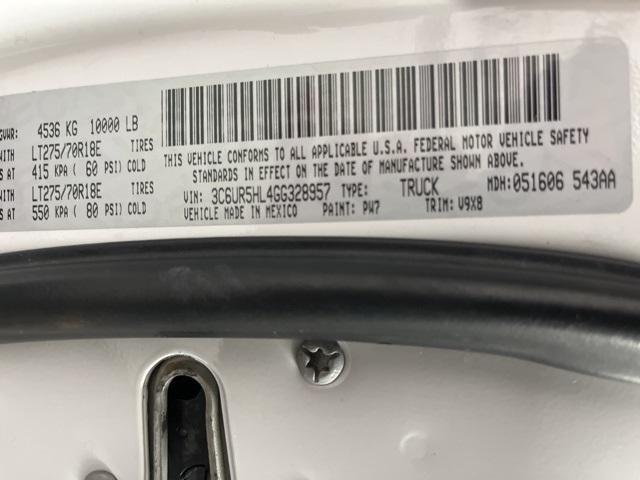 GVWR: 4536 KG 10000 LB
WITH LT275/70R18E TIRES
AT 415 KPA ( 60 PSI) COLD
WITH LT275/70R18E TIRES
AT 550 KPA ( 80 PSI) COLD
THIS VEHICLE CONFORMS TO ALL APPLICABLE U.S.A. FEDERAL MOTOR VEHICLE SAFETY
STANDARDS IN EFFECT ON THE DATE OF MANUFACTURE SHOWN ABOVE.
VIN: 3C6UR5HL4GG328957 TYPE: TRUCK MDH:051606 543AA
VEHICLE MADE IN MEXICO PAINT: PW7 TRIM: V9X8